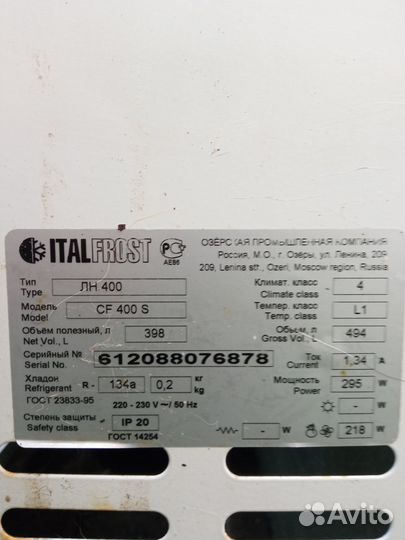 ITALFROST
АЕ86
ОЗЁРСКАЯ ПРОМЫШЛЕННАЯ КОМПАНИЯ
Россия, М.О., г. Озёры, ул. Ленина, 209
209, Lenina str., Ozeri, Moscow region, Russia
Тип
Type
ЛН 400
Климат. класс
Climate class
4
Модель
Model
CF 400 S
Темпер. класс
Temp. class
L1
Объём полезный, л
Net Vol., L
398
Объем, л
Gross Vol., L
494
Серийный №
Serial No.
612088076878
Ток
Current
1,34 A
Хладон
Refrigerant
R - 134a 0,2 кг
kg
Мощность
Power
295 W
ГОСТ 23833-95
220 - 230 V ~/ 50 Hz
- W
Степень защиты
Safety class
IP 20
ГОСТ 14254
- W
218 W
Avito